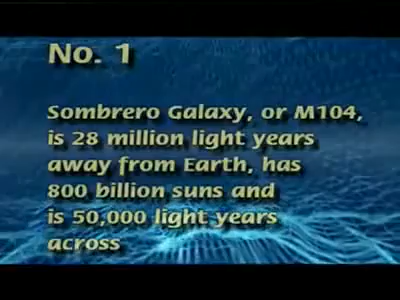 No. 1
Sombrero Galaxy, or M104,
is 28 million light years
away from Earth, has
800 billion suns and
is 50,000 light years
across